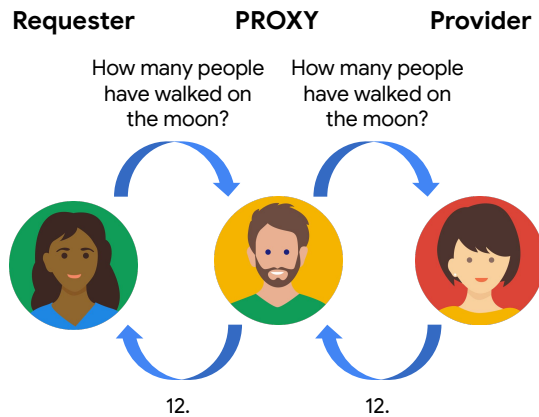 Requester
PROXY
Provider
How many people
have walked on
the moon?
How many people
have walked on
the moon?
12.
12.